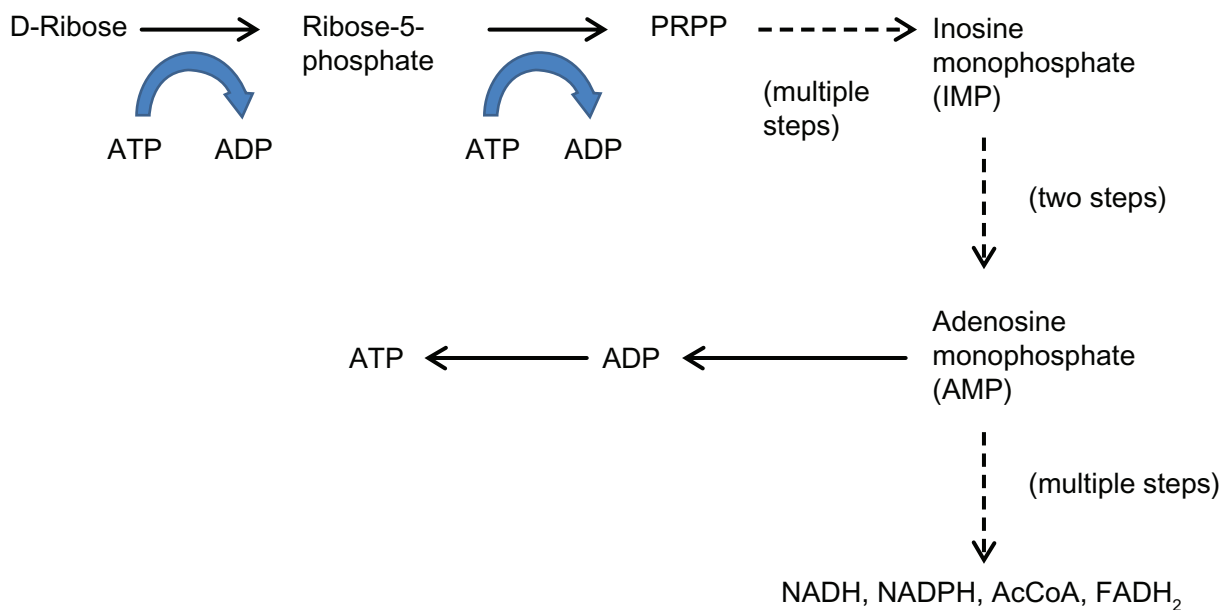 D-Ribose
Ribose-5-
phosphate
PRPP
Inosine
monophosphate
(IMP)
(multiple
steps)
ATP
ADP
ATP
ADP
(two steps)
Adenosine
monophosphate
(AMP)
ADP
ATP
(multiple steps)
NADH, NADPH, AcCoA, FADH₂